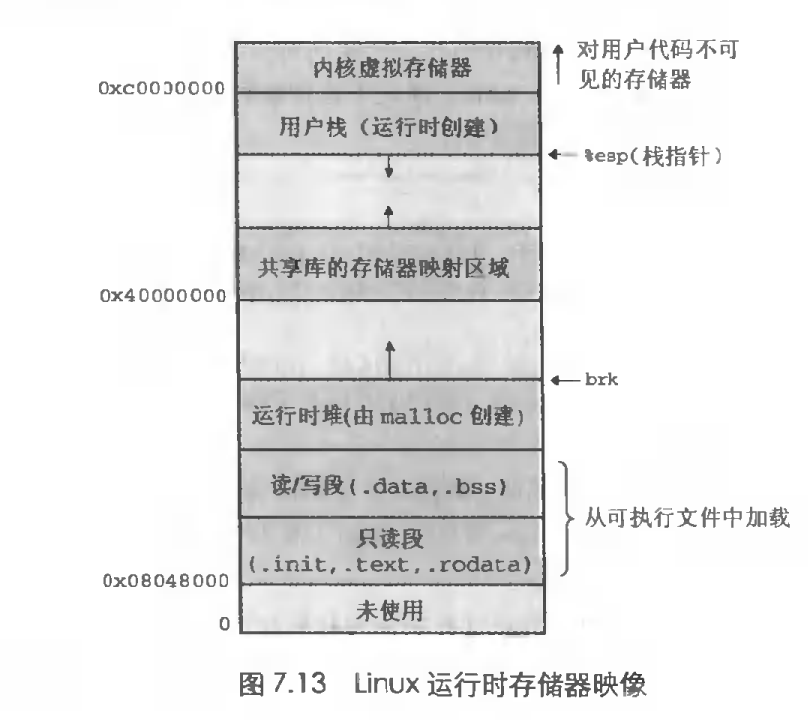 内核虚拟存储器
对用户代码不可
见的存储器
0xc0000000
用户栈（运行时创建）
%esp(栈指针)
共享库的存储器映射区域
0x40000000
brk
运行时堆(由 malloc 创建)
读/写段(.data,.bss)
从可执行文件中加载
只读段
(.init,.text,.rodata)
0x08048000
未使用
0
图 7.13 Linux 运行时存储器映像